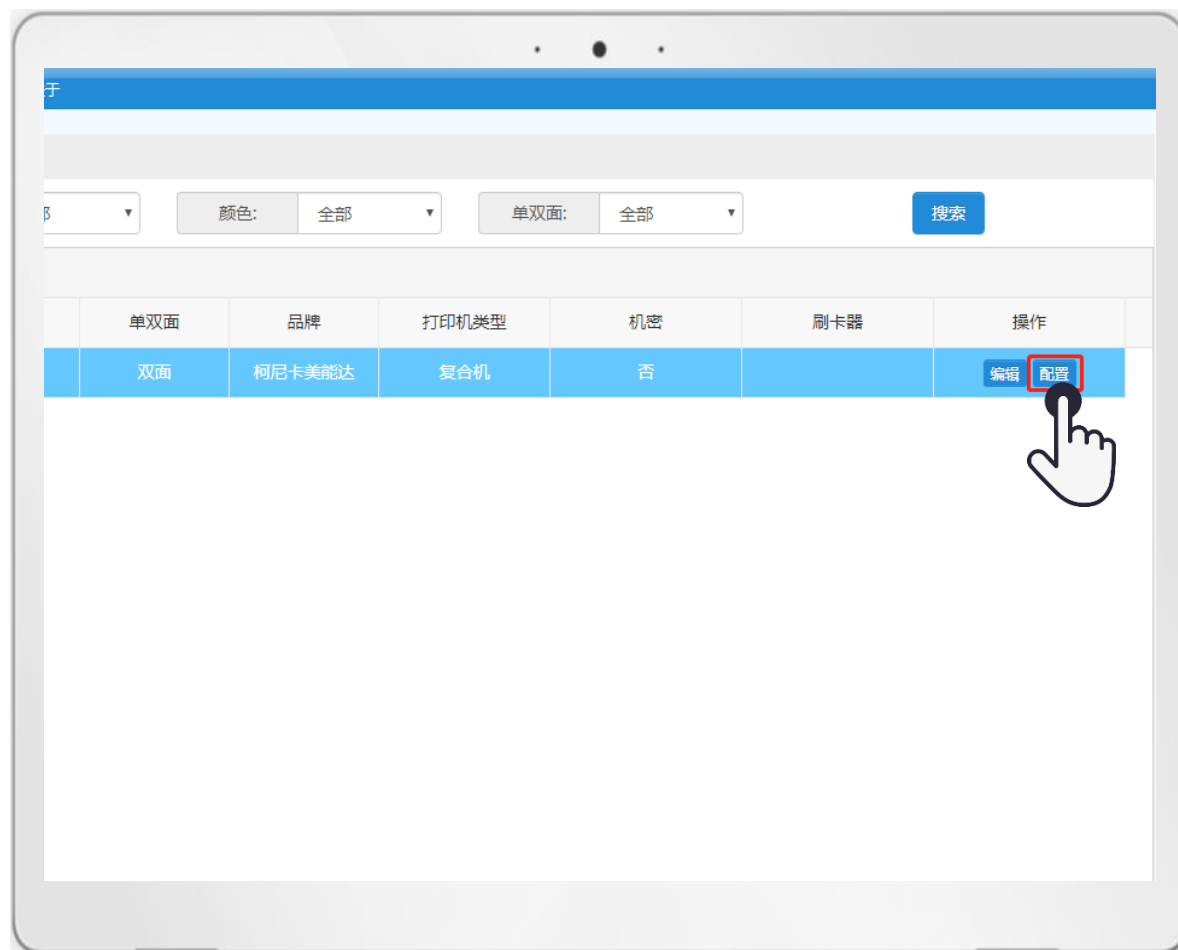 于
颜色: 全部 单双面: 全部 搜索
单双面 品牌 打印机类型 机密 刷卡器 操作
双面 柯尼卡美能达 复合机 否 编辑 配置